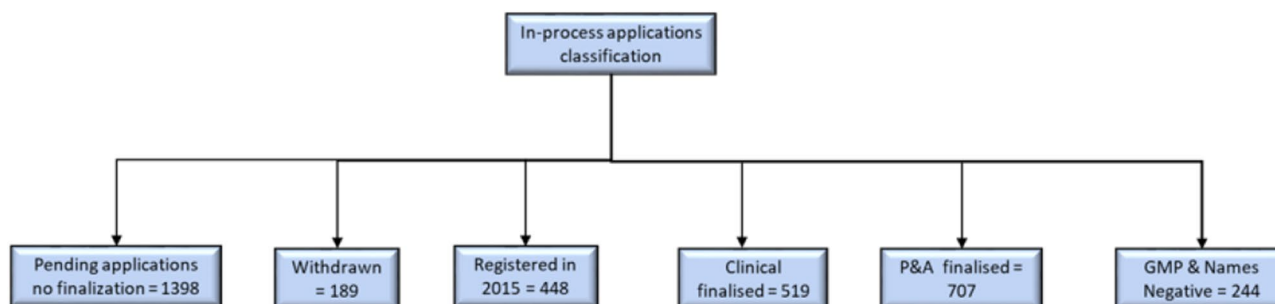 In-process applications
classification
Pending applications
no finalization = 1398
Withdrawn
= 189
Registered in
2015 = 448
Clinical
finalised = 519
P&A finalised =
707
GMP & Names
Negative = 244